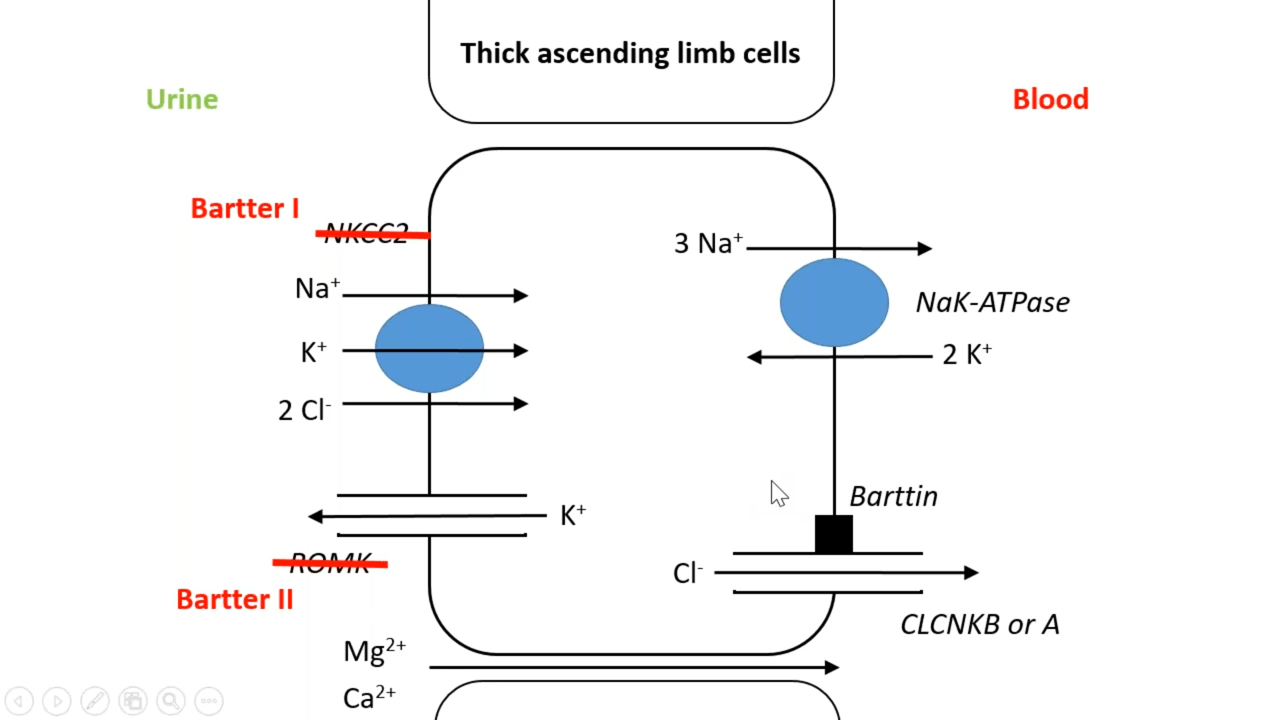 Thick ascending limb cells
Urine
Blood
Bartter I
NKCC2
3 Na⁺
Na⁺
NaK-ATPase
K⁺
2 K⁺
2 Cl⁻
Barttin
K⁺
ROMK
Cl⁻
Bartter II
CLCNKB or A
Mg²⁺
Ca²⁺